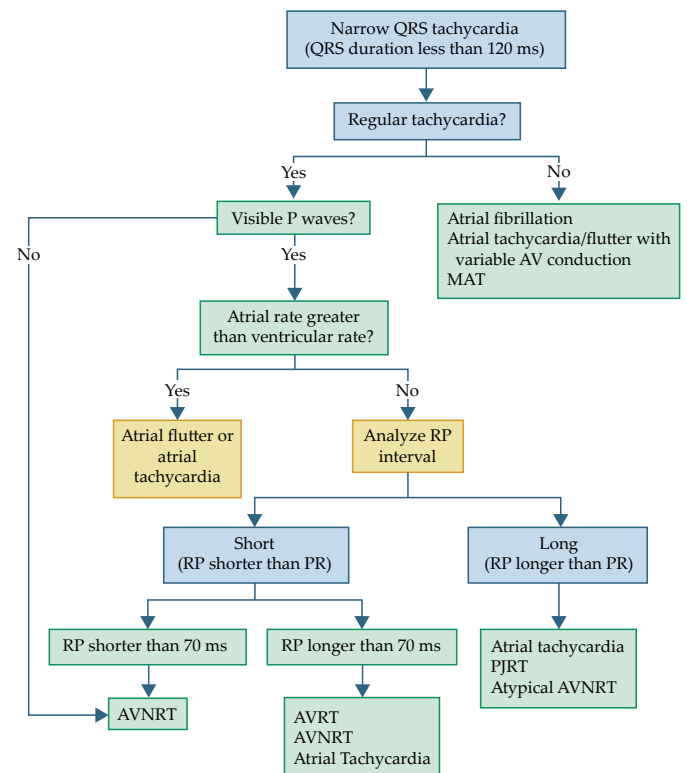 Narrow QRS tachycardia
(QRS duration less than 120 ms)
Regular tachycardia?
Yes
No
Visible P waves?
Atrial fibrillation
Atrial tachycardia/flutter with
variable AV conduction
MAT
No
Yes
Atrial rate greater
than ventricular rate?
Yes
No
Atrial flutter or
atrial
tachycardia
Analyze RP
interval
Short
(RP shorter than PR)
Long
(RP longer than PR)
RP shorter than 70 ms
RP longer than 70 ms
Atrial tachycardia
PJRT
Atypical AVNRT
AVNRT
AVRT
AVNRT
Atrial Tachycardia